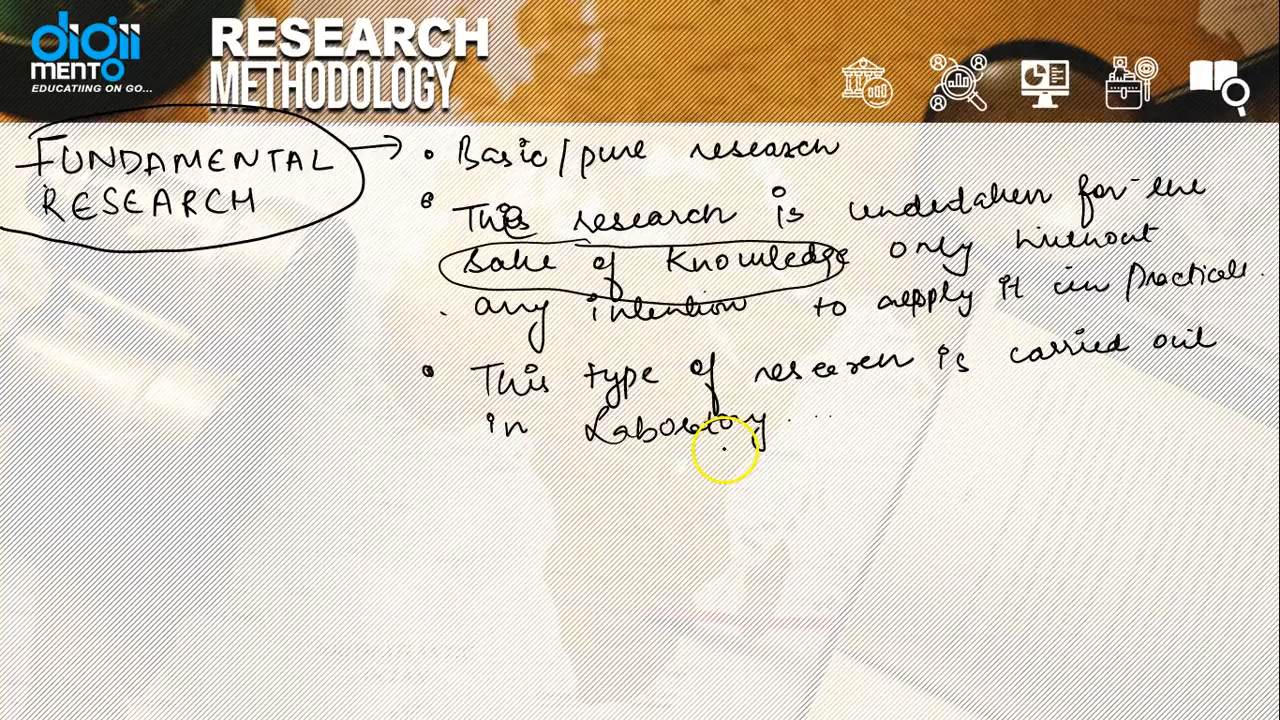 digii
MENTO
EDUCATIING ON GO...
RESEARCH
METHODOLOGY
FUNDAMENTAL
RESEARCH
• Basic/pure research
• This research is undertaken for the
sake of knowledge only without
any intention to apply it in practical.
• This type of research is carried out
in Laboratory